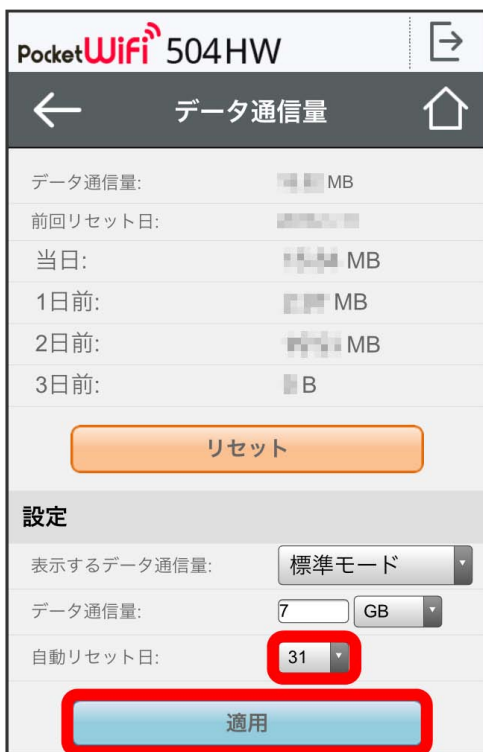 PocketWiFi 504HW
データ通信量
データ通信量: MB
前回リセット日:
当日: MB
1日前: MB
2日前: MB
3日前: B
リセット
設定
表示するデータ通信量: 標準モード
データ通信量: 7 GB
自動リセット日: 31
適用